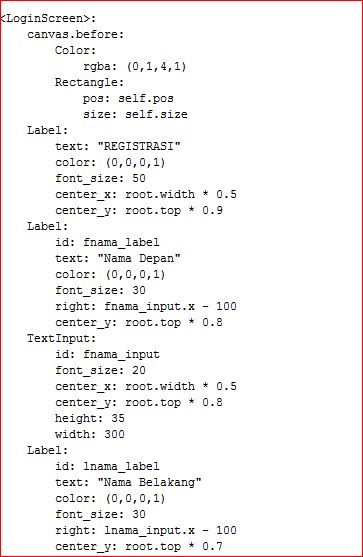 <LoginScreen>:
    canvas.before:
        Color:
            rgba: (0,1,4,1)
        Rectangle:
            pos: self.pos
            size: self.size
    Label:
        text: "REGISTRASI"
        color: (0,0,0,1)
        font_size: 50
        center_x: root.width * 0.5
        center_y: root.top * 0.9
    Label:
        id: fnama_label
        text: "Nama Depan"
        color: (0,0,0,1)
        font_size: 30
        right: fnama_input.x - 100
        center_y: root.top * 0.8
    TextInput:
        id: fnama_input
        font_size: 20
        center_x: root.width * 0.5
        center_y: root.top * 0.8
        height: 35
        width: 300
    Label:
        id: lnama_label
        text: "Nama Belakang"
        color: (0,0,0,1)
        font_size: 30
        right: lnama_input.x - 100
        center_y: root.top * 0.7